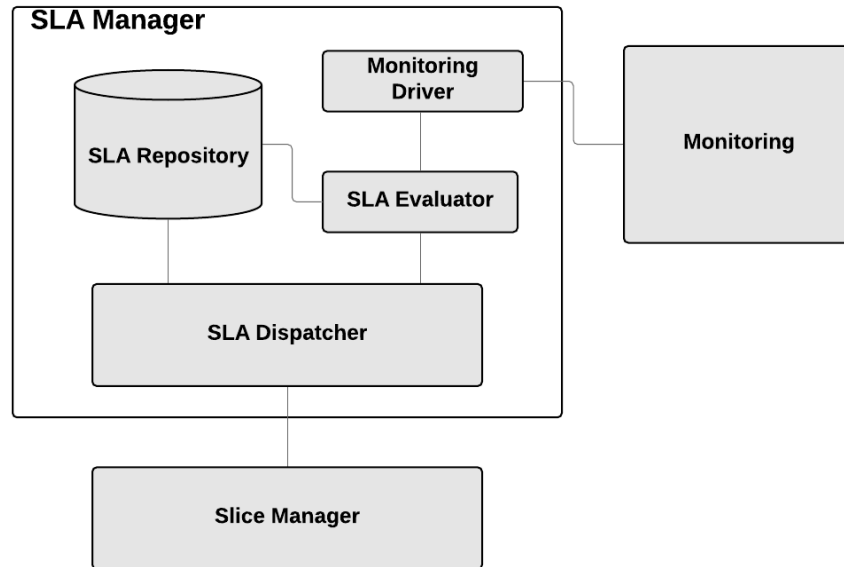 SLA Manager
Monitoring
Driver
Monitoring
SLA Repository
SLA Evaluator
SLA Dispatcher
Slice Manager